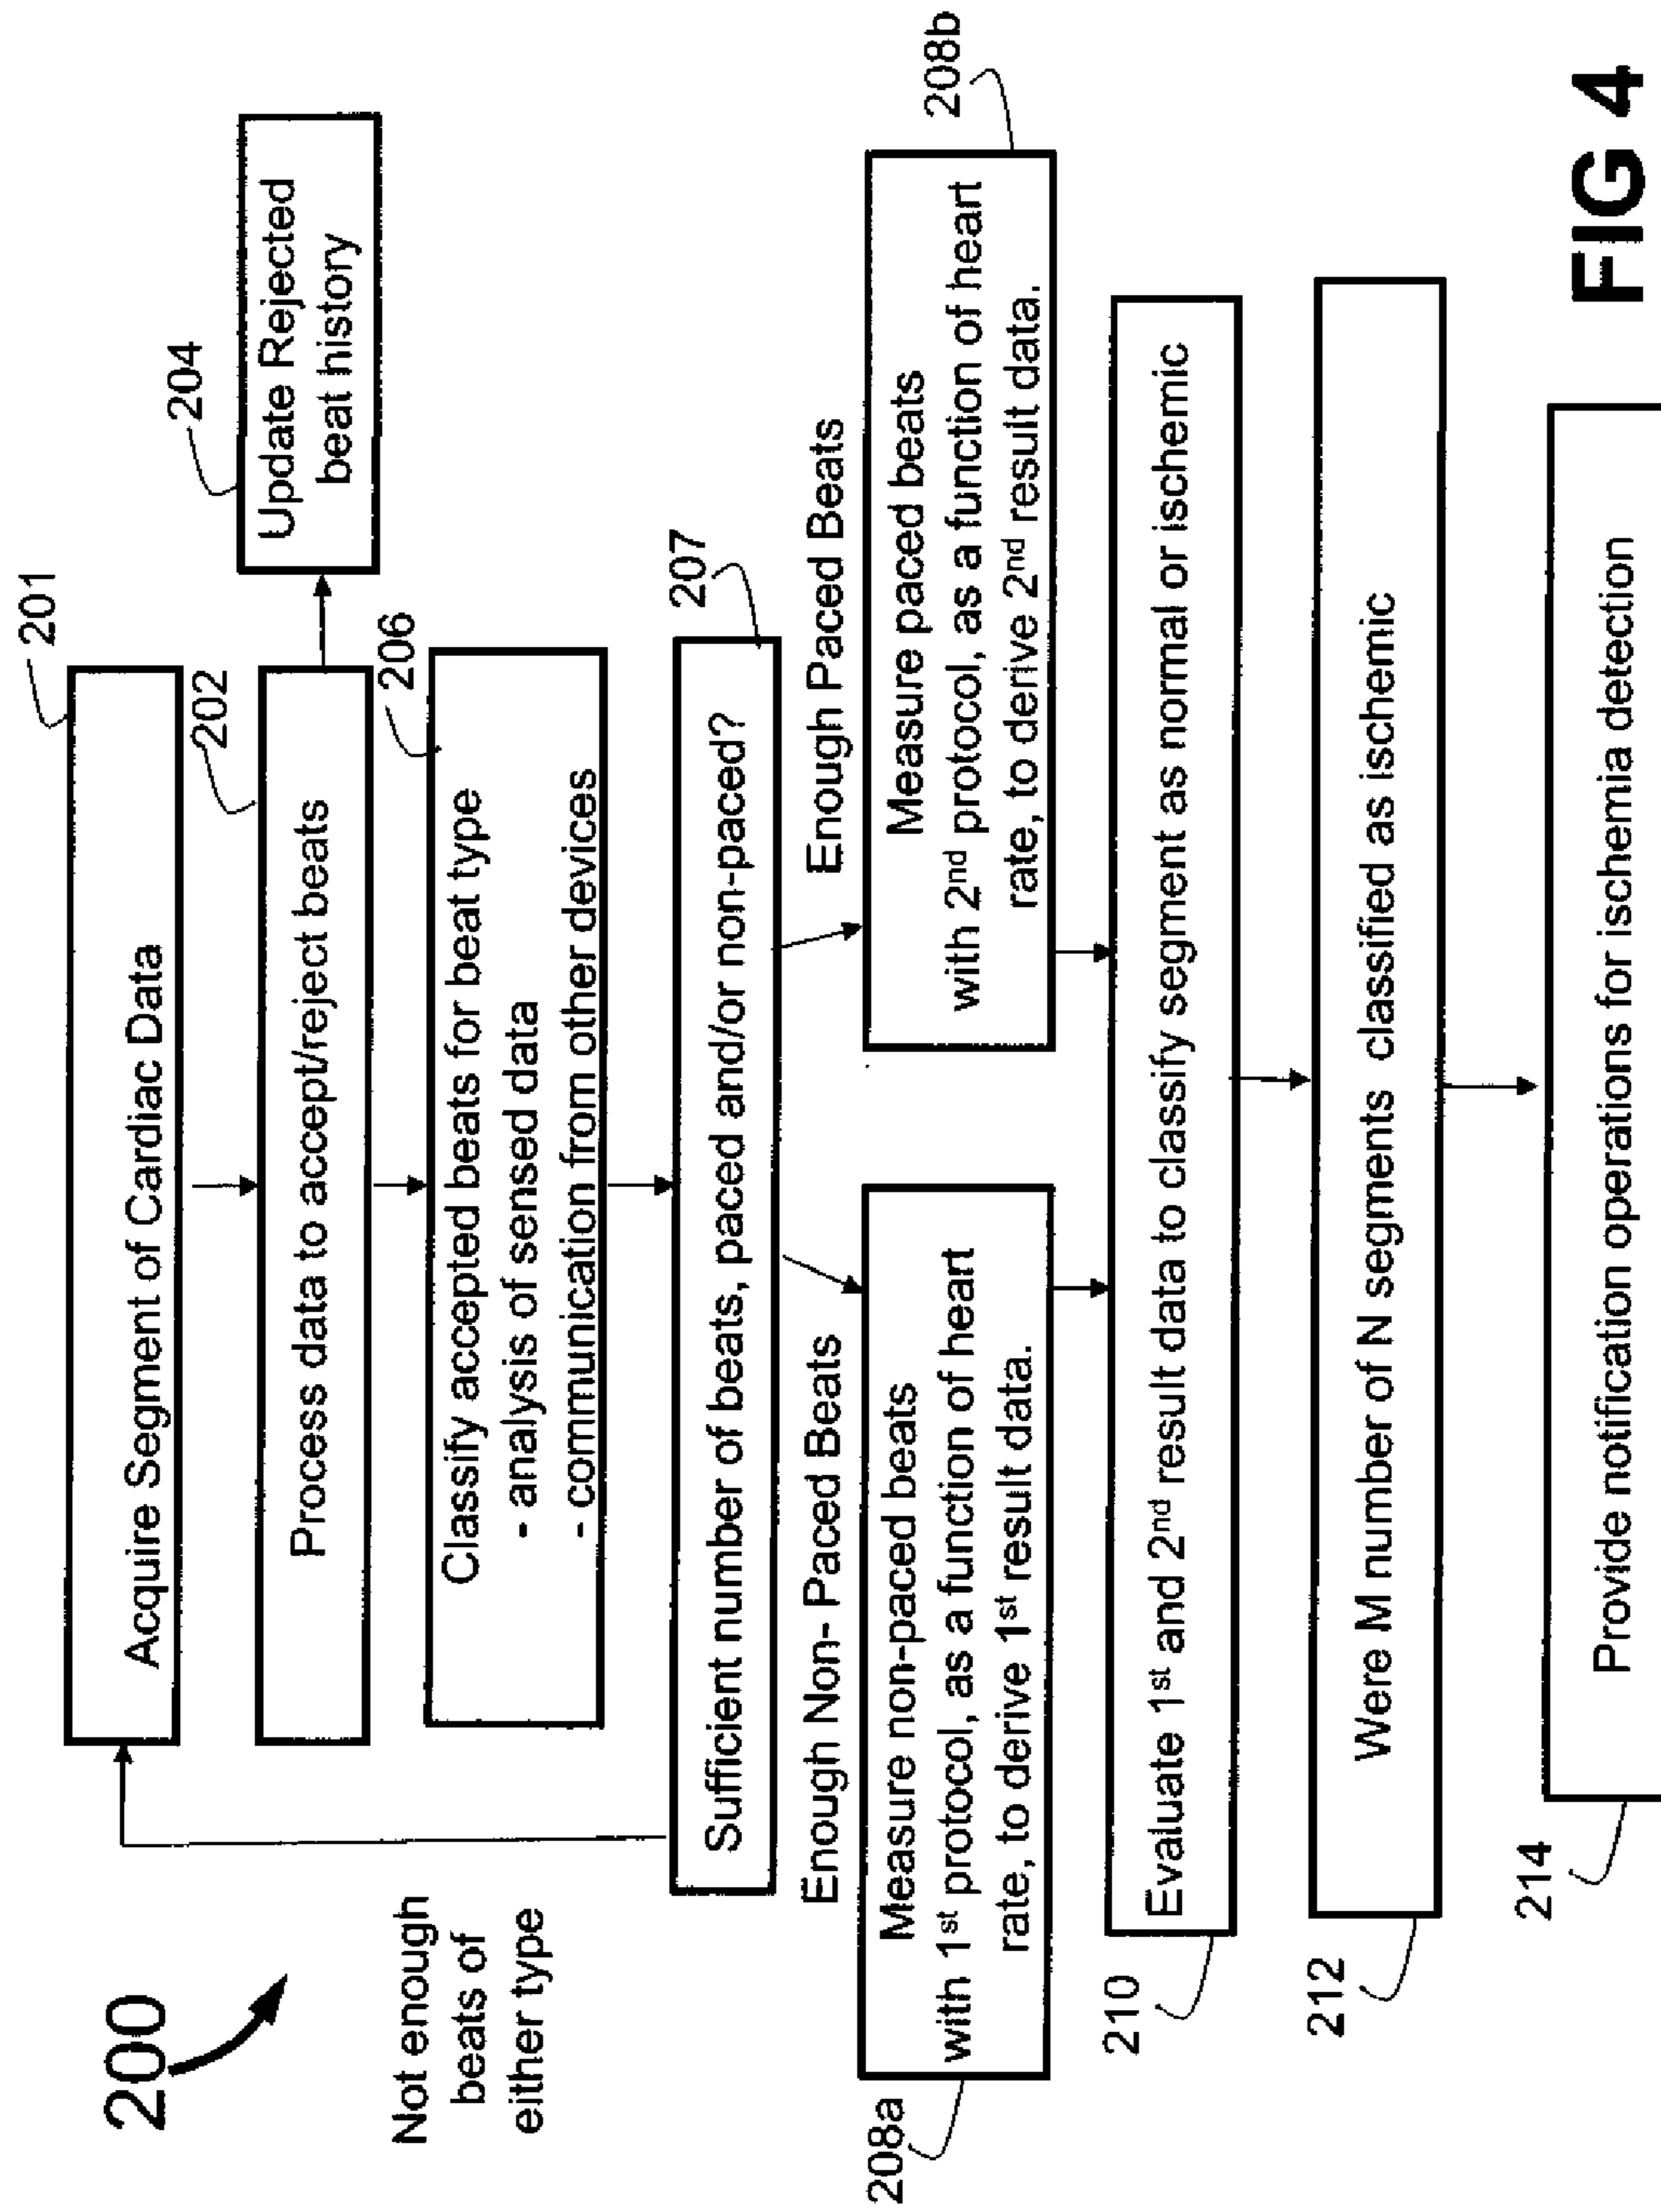 200
201
Acquire Segment of Cardiac Data
202
Process data to accept/reject beats
204
Update Rejected
beat history
206
Classify accepted beats for beat type
- analysis of sensed data
- communication from other devices
Not enough
beats of
either type
207
Sufficient number of beats, paced and/or non-paced?
Enough Non- Paced Beats
Enough Paced Beats
208a
Measure non-paced beats
with 1st protocol, as a function of heart
rate, to derive 1st result data.
208b
Measure paced beats
with 2nd protocol, as a function of heart
rate, to derive 2nd result data.
210
Evaluate 1st and 2nd result data to classify segment as normal or ischemic
212
Were M number of N segments classified as ischemic
214
Provide notification operations for ischemia detection
FIG 4